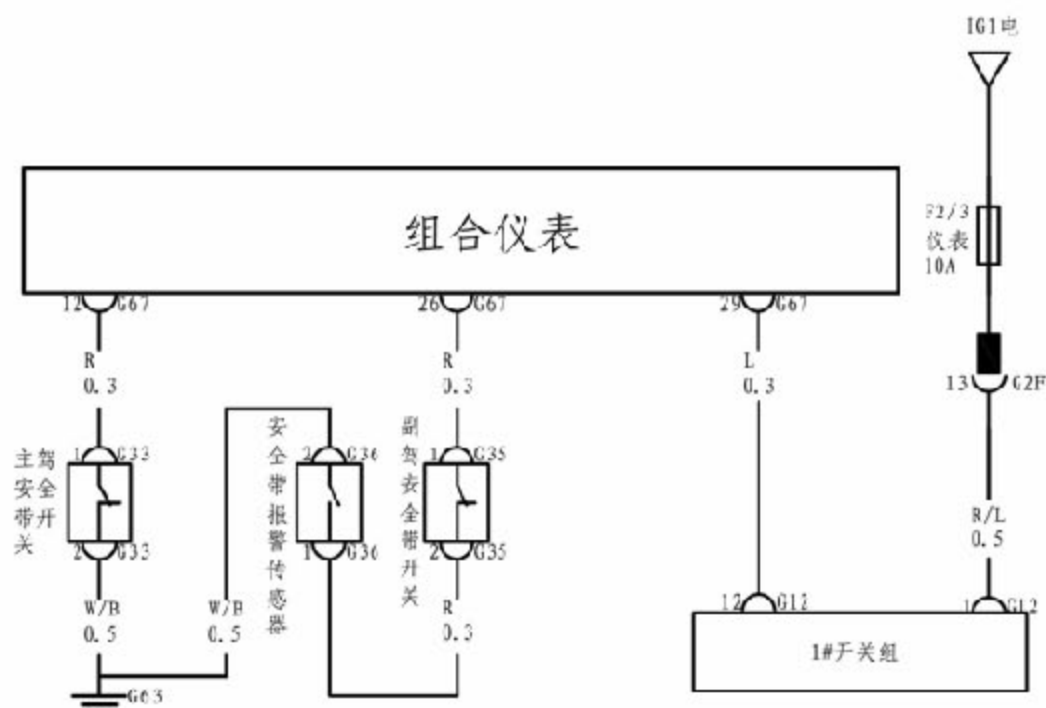 IG1电
F2/3
仪表
10A
组合仪表
12 G67
26 G67
29 G67
R
0.3
R
0.3
L
0.3
13 G2F
主驾
安全
带开
关
1 G33
2 G33
安全带报警传感器
2 G36
1 G36
副驾安全带开关
1 G35
2 G35
R/L
0.5
W/B
0.5
W/B
0.5
R
0.3
12 G12
1 G12
1#开关组
G63